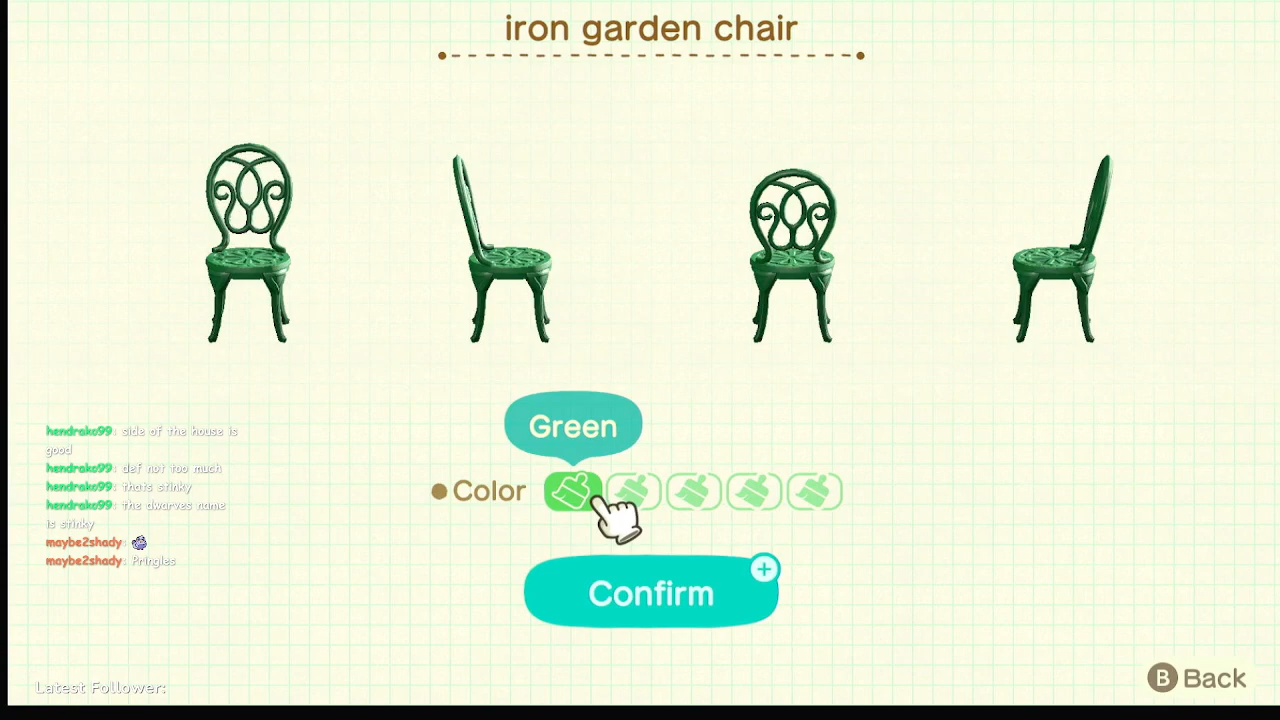 iron garden chair
Green
Color
Confirm
hendrako99: side of the house is
good
hendrako99: def not too much
hendrako99: thats stinky
hendrako99: the dwarves name
is stinky
maybe2shady:
maybe2shady: Pringles
Latest Follower:
B Back